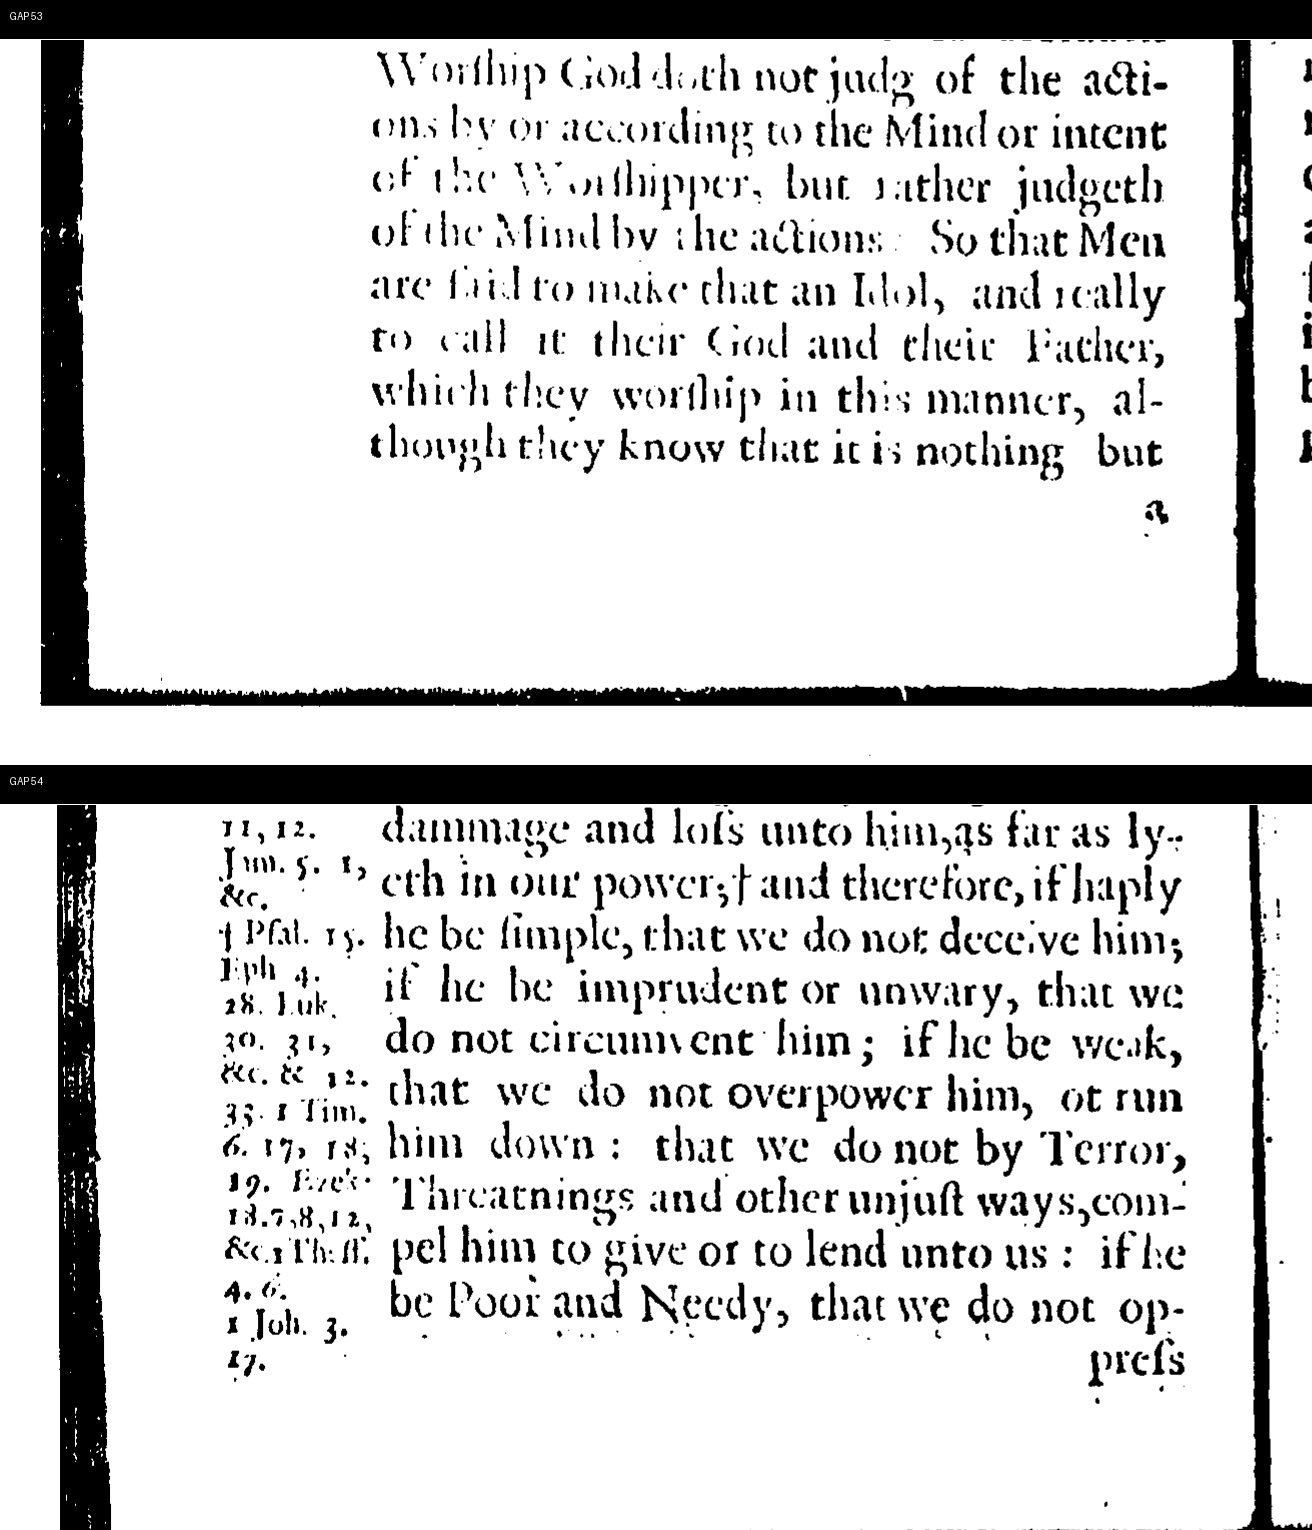 GAP53
Worſhip God doth not judg of the acti-
ons by or according to the Mind or intent
of the Worſhipper, but rather judgeth
of the Mind by the actions: So that Men
are ſaid to make that an Idol, and really
to call it their God and their Father,
which they worſhip in this manner, al-
though they know that it is nothing but
a
GAP54
11, 12.
dammage and loſs unto him, as far as ly-
Jam. 5. 1,
eth in our power;† and therefore, if haply
&c.
† Pſal. 15.
he be ſimple, that we do not deceive him;
Eph 4.
if he be imprudent or unwary, that we
28. Luk.
30. 31,
do not circumvent him; if he be weak,
&c. & 12.
that we do not overpower him, ot run
33. 1 Tim.
6. 17, 18,
him down: that we do not by Terror,
19. Ezek.
Threatnings and other unjuſt ways, com-
18.7,8,12,
&c. 1 Theſſ.
pel him to give or to lend unto us: if he
4. 6.
be Poor and Needy, that we do not op-
1 Joh. 3.
17.
preſs